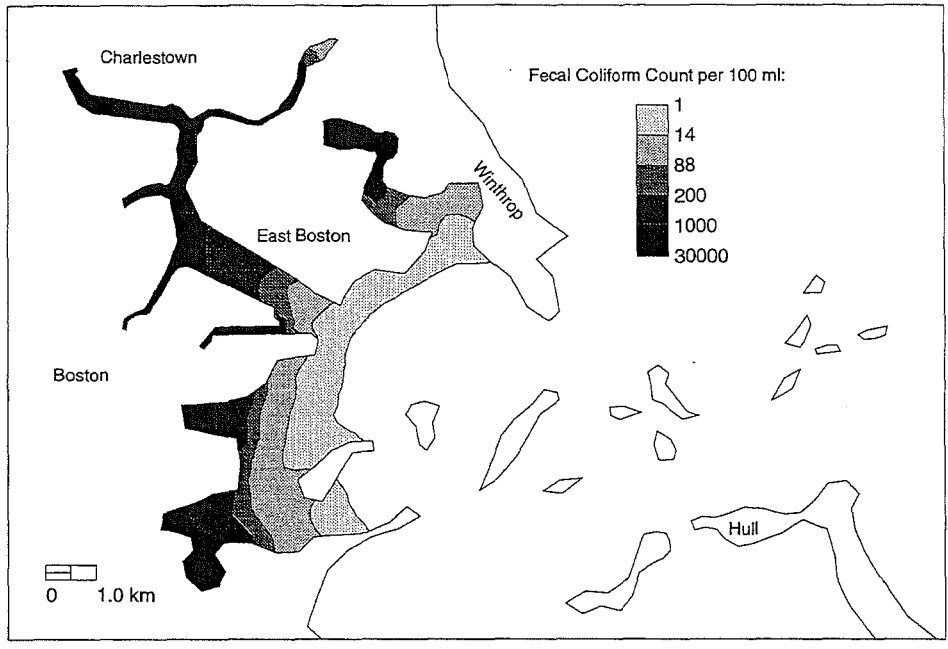 Charlestown
Fecal Coliform Count per 100 ml:
1
14
88
200
1000
30000
Winthrop
East Boston
Boston
Hull
0 1.0 km